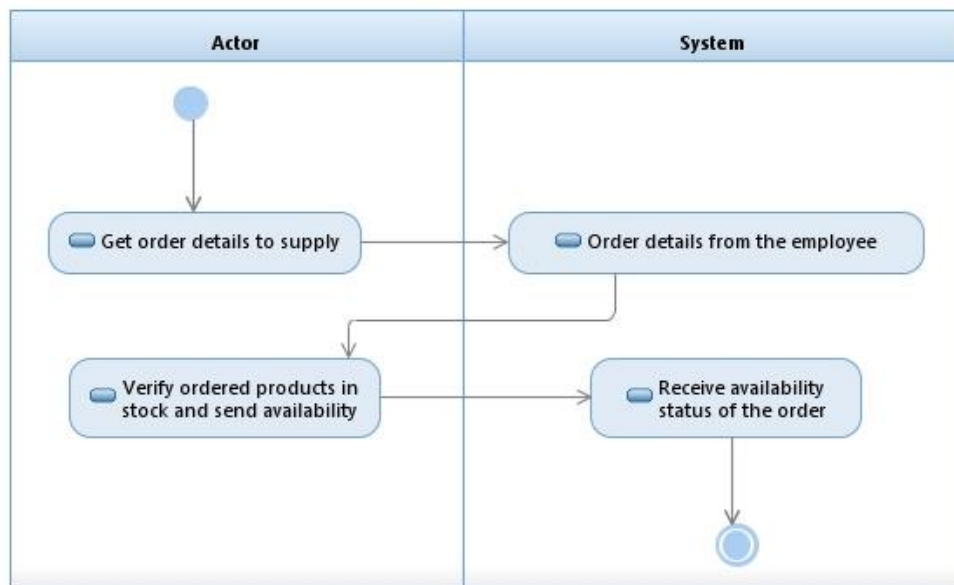 Actor
System
Get order details to supply
Order details from the employee
Verify ordered products in
stock and send availability
Receive availability
status of the order